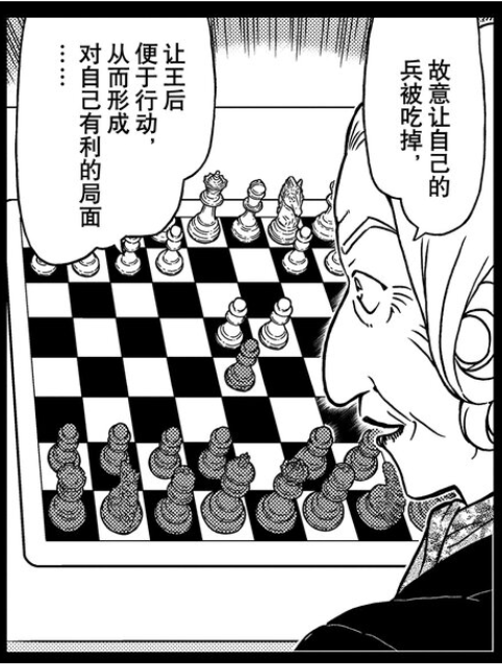 故意让自己的
兵被吃掉，
让王后
便于行动，
从而形成
对自己有利的局面
……